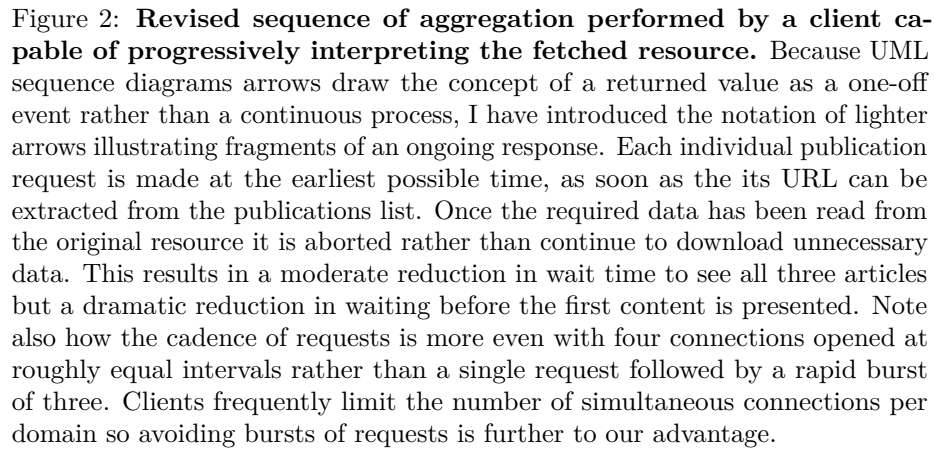 Figure 2: Revised sequence of aggregation performed by a client ca-
pable of progressively interpreting the fetched resource. Because UML
sequence diagrams arrows draw the concept of a returned value as a one-off
event rather than a continuous process, I have introduced the notation of lighter
arrows illustrating fragments of an ongoing response. Each individual publication
request is made at the earliest possible time, as soon as the its URL can be
extracted from the publications list. Once the required data has been read from
the original resource it is aborted rather than continue to download unnecessary
data. This results in a moderate reduction in wait time to see all three articles
but a dramatic reduction in waiting before the first content is presented. Note
also how the cadence of requests is more even with four connections opened at
roughly equal intervals rather than a single request followed by a rapid burst
of three. Clients frequently limit the number of simultaneous connections per
domain so avoiding bursts of requests is further to our advantage.